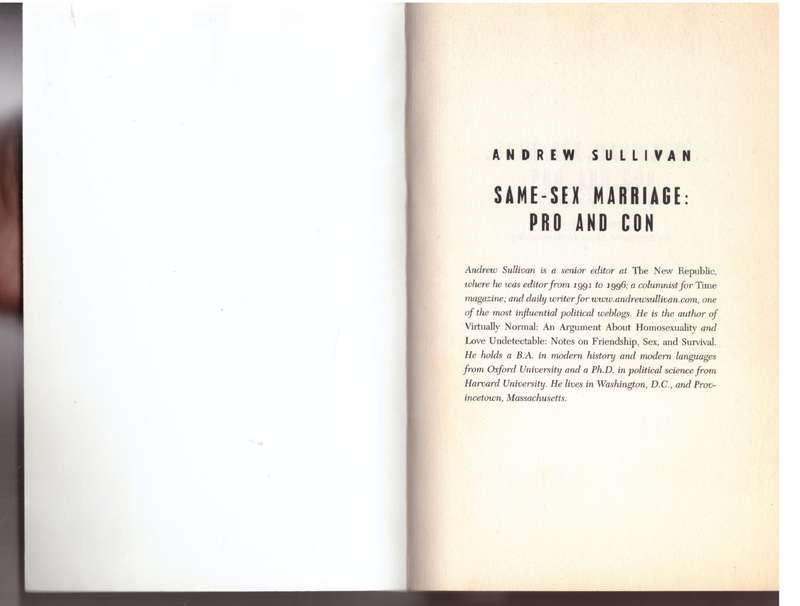 ANDREW SULLIVAN
SAME-SEX MARRIAGE:
PRO AND CON
Andrew Sullivan is a senior editor at The New Republic,
where he was editor from 1991 to 1996; a columnist for Time
magazine; and daily writer for www.andrewsullivan.com, one
of the most influential political weblogs. He is the author of
Virtually Normal: An Argument About Homosexuality and
Love Undetectable: Notes on Friendship, Sex, and Survival.
He holds a B.A. in modern history and modern languages
from Oxford University and a Ph.D. in political science from
Harvard University. He lives in Washington, D.C., and Prov-
incetown, Massachusetts.